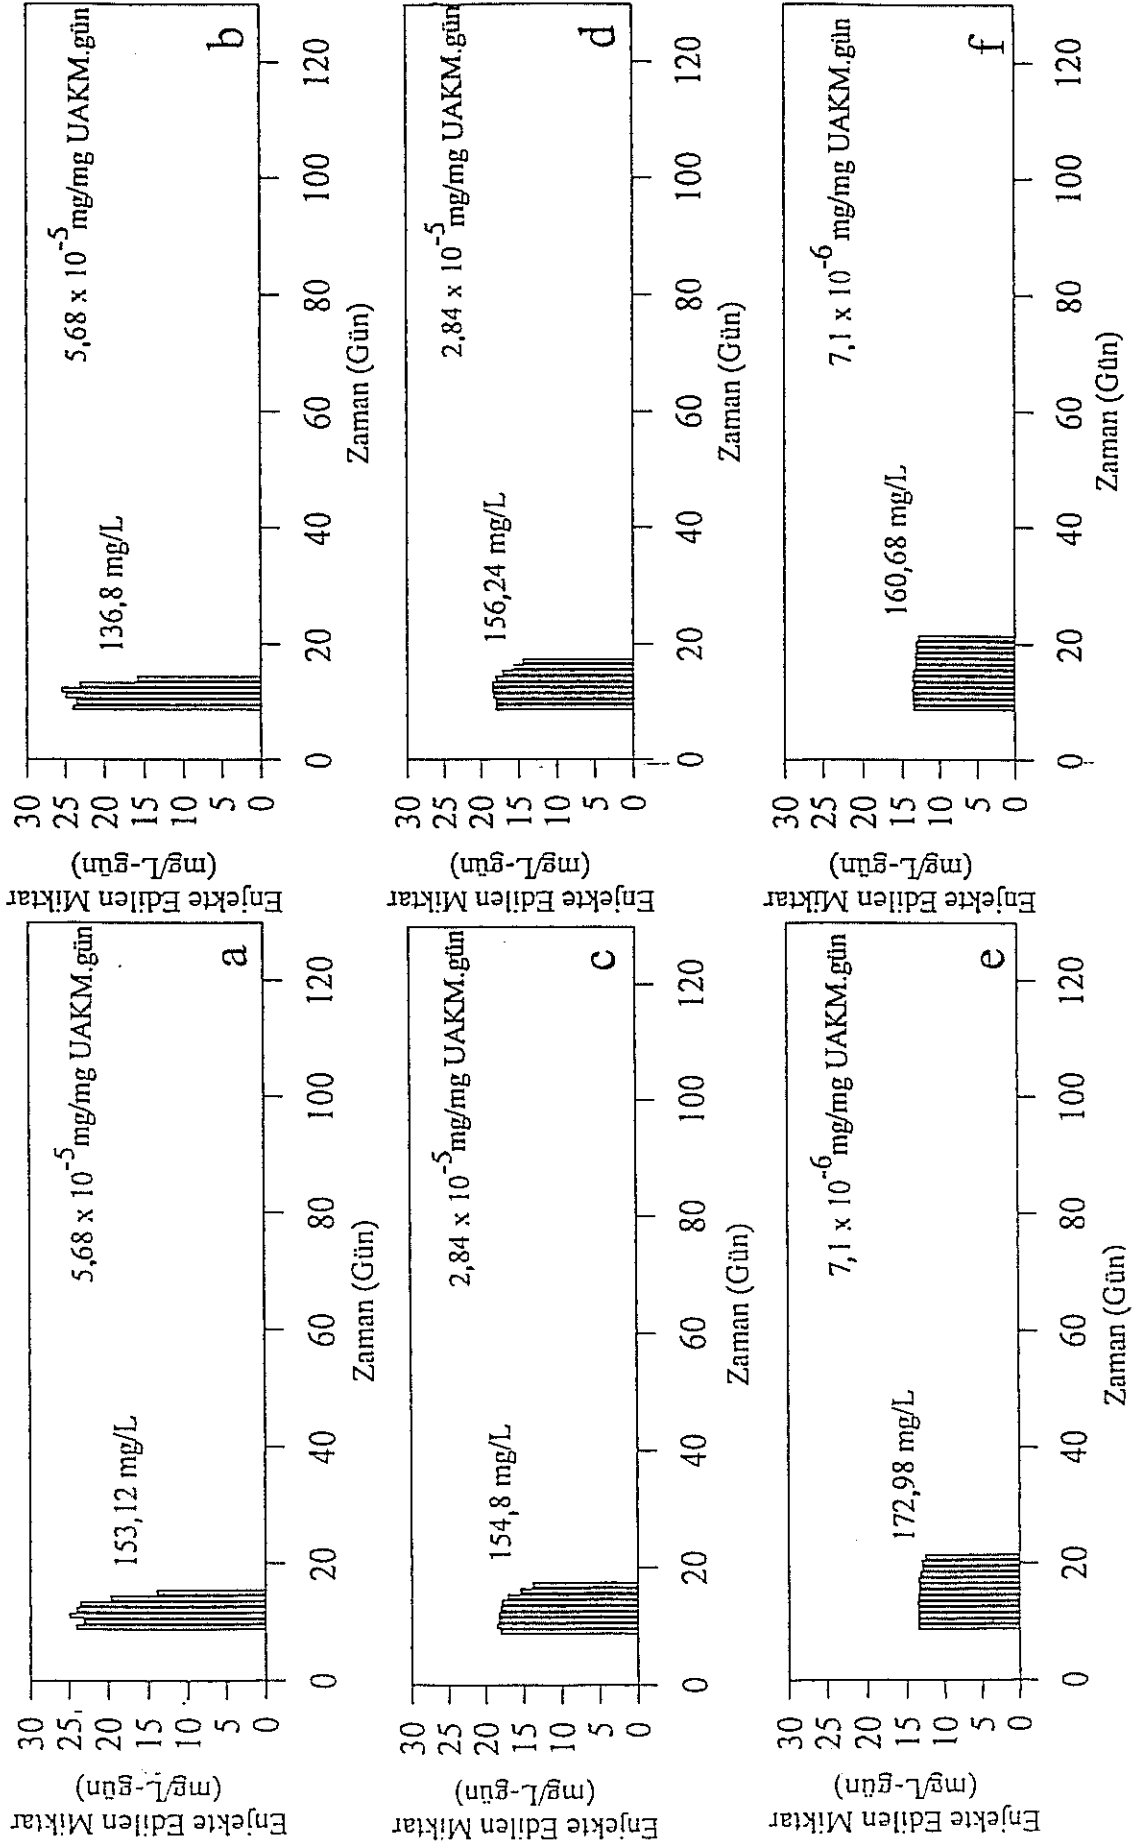 Enjekte Edilen Miktar
(mg/L-gün)
30
25
20
15
10
5
0
153,12 mg/L
5,68 x 10⁻⁵ mg/mg UAKM.gün
a
0 20 40 60 80 100 120
Zaman (Gün)
Enjekte Edilen Miktar
(mg/L-gün)
30
25
20
15
10
5
0
136,8 mg/L
5,68 x 10⁻⁵ mg/mg UAKM.gün
b
0 20 40 60 80 100 120
Zaman (Gün)
Enjekte Edilen Miktar
(mg/L-gün)
30
25
20
15
10
5
0
154,8 mg/L
2,84 x 10⁻⁵ mg/mg UAKM.gün
c
0 20 40 60 80 100 120
Zaman (Gün)
Enjekte Edilen Miktar
(mg/L-gün)
30
25
20
15
10
5
0
156,24 mg/L
2,84 x 10⁻⁵ mg/mg UAKM.gün
d
0 20 40 60 80 100 120
Zaman (Gün)
Enjekte Edilen Miktar
(mg/L-gün)
30
25
20
15
10
5
0
172,98 mg/L
7,1 x 10⁻⁶ mg/mg UAKM.gün
e
0 20 40 60 80 100 120
Zaman (Gün)
Enjekte Edilen Miktar
(mg/L-gün)
30
25
20
15
10
5
0
160,68 mg/L
7,1 x 10⁻⁶ mg/mg UAKM.gün
f
0 20 40 60 80 100 120
Zaman (Gün)